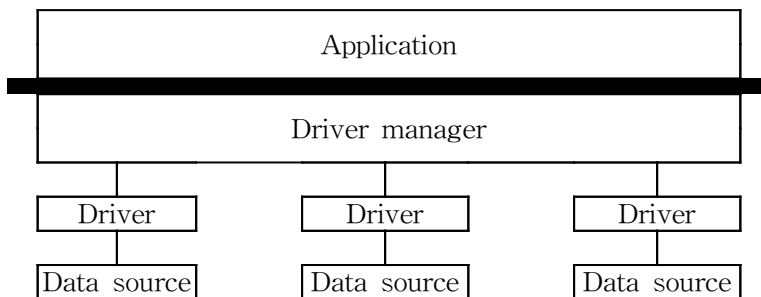 Application
Driver manager
Driver Driver Driver
Data source Data source Data source